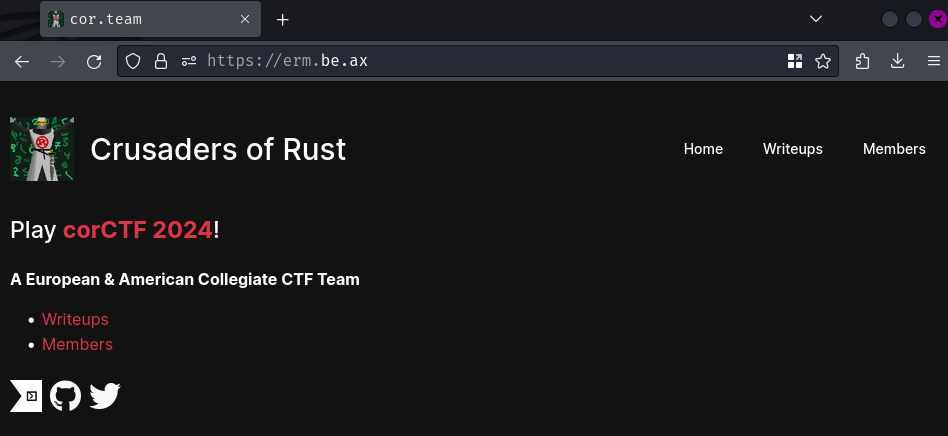 cor.team
https://erm.be.ax
Crusaders of Rust
Home
Writeups
Members
Play corCTF 2024!
A European & American Collegiate CTF Team
Writeups
Members